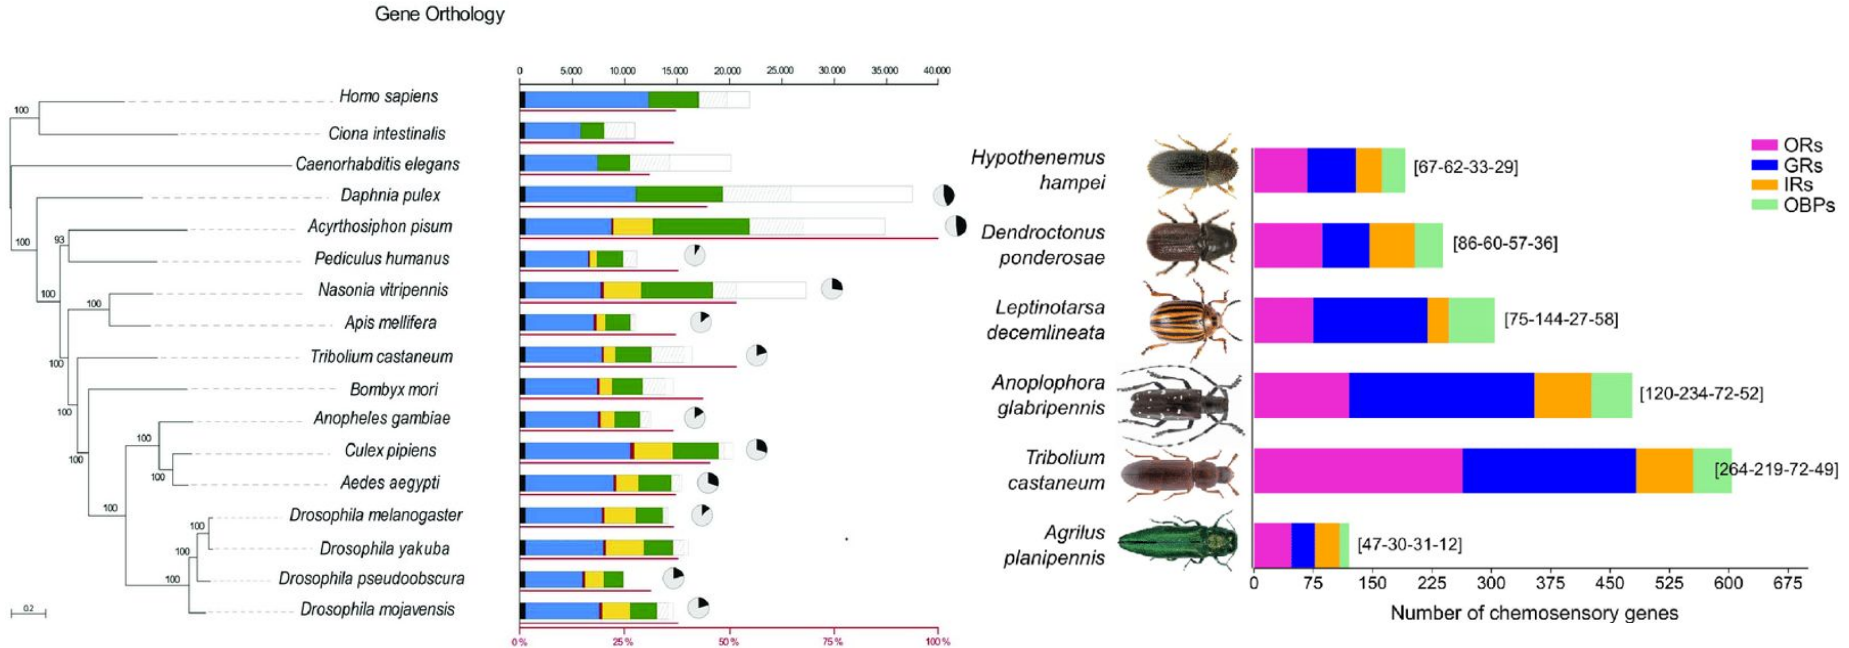 Gene Orthology
0 5.000 10.000 15.000 20.000 25.000 30.000 35.000 40.000
Homo sapiens
Ciona intestinalis
Caenorhabditis elegans
Daphnia pulex
Acyrthosiphon pisum
Pediculus humanus
Nasonia vitripennis
Apis mellifera
Tribolium castaneum
Bombyx mori
Anopheles gambiae
Culex pipiens
Aedes aegypti
Drosophila melanogaster
Drosophila yakuba
Drosophila pseudoobscura
Drosophila mojavensis
100
100
93
100
100
100
100
100
100
100
100
100
100
100
100
0.2
0 % 25 % 50 % 75 % 100 %
Hypothenemus
hampei
[67-62-33-29]
Dendroctonus
ponderosae
[86-60-57-36]
Leptinotarsa
decemlineata
[75-144-27-58]
Anoplophora
glabripennis
[120-234-72-52]
Tribolium
castaneum
[264-219-72-49]
Agrilus
planipennis
[47-30-31-12]
ORs
GRs
IRs
OBPs
0 75 150 225 300 375 450 525 600 675
Number of chemosensory genes